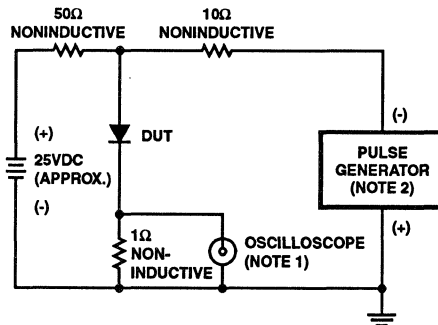 50Ω
NONINDUCTIVE
10Ω
NONINDUCTIVE
(+)
25VDC
(APPROX.)
(-)
DUT
1Ω
NON-
INDUCTIVE
OSCILLOSCOPE
(NOTE 1)
(-)
PULSE
GENERATOR
(NOTE 2)
(+)